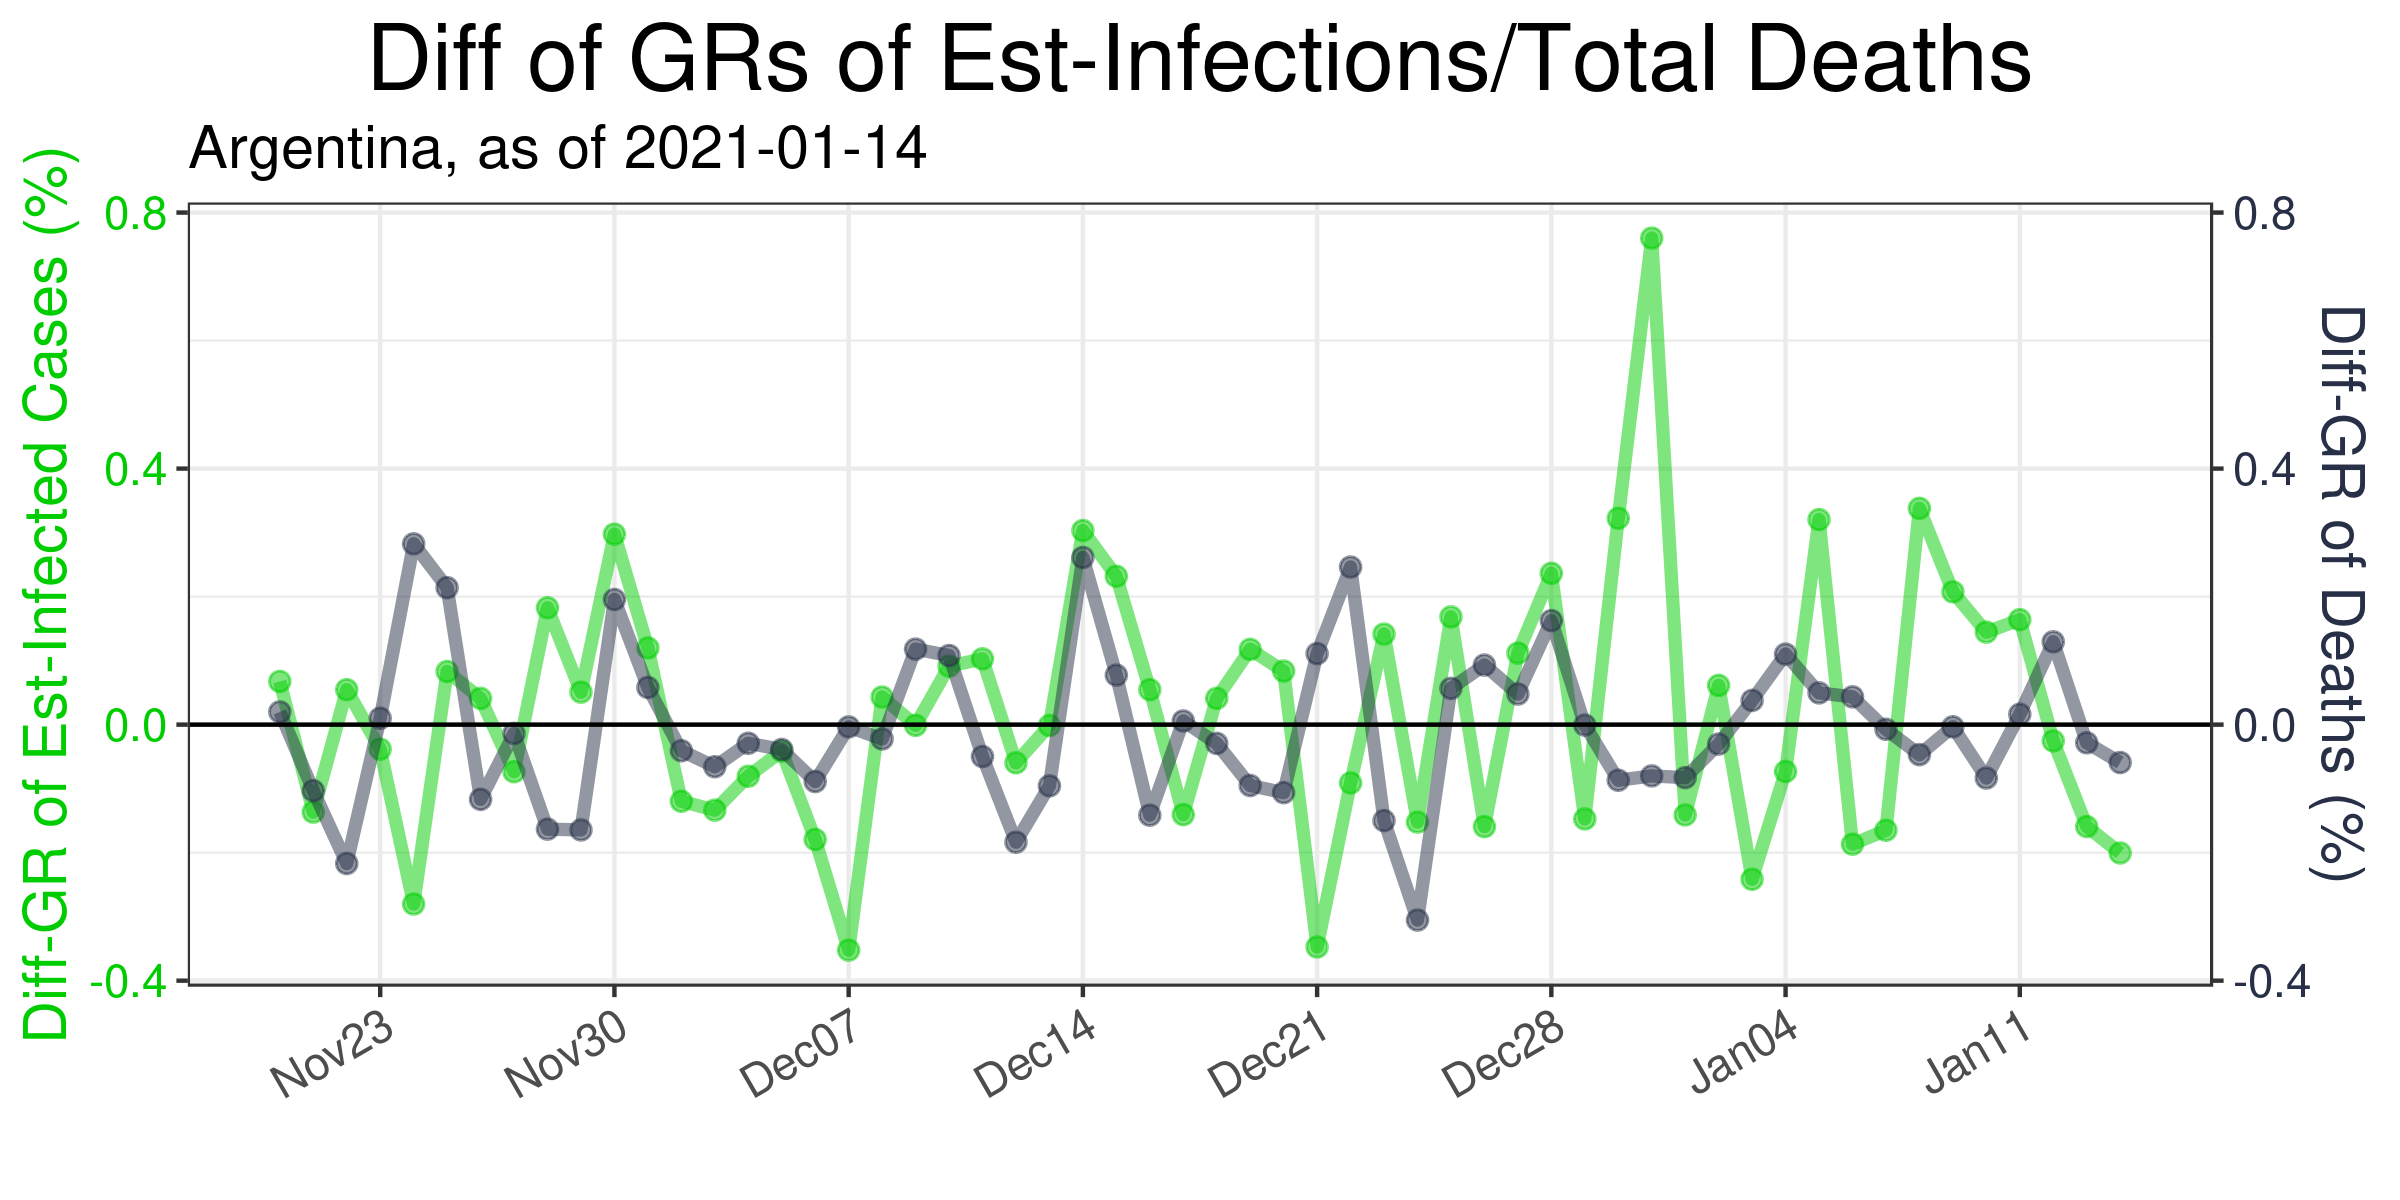 Diff of GRs of Est-Infections/Total Deaths
Argentina, as of 2021-01-14
Diff-GR of Est-Infected Cases (%)
0.8
0.4
0.0
-0.4
0.8
0.4
0.0
-0.4
Diff-GR of Deaths (%)
Nov23
Nov30
Dec07
Dec14
Dec21
Dec28
Jan04
Jan11